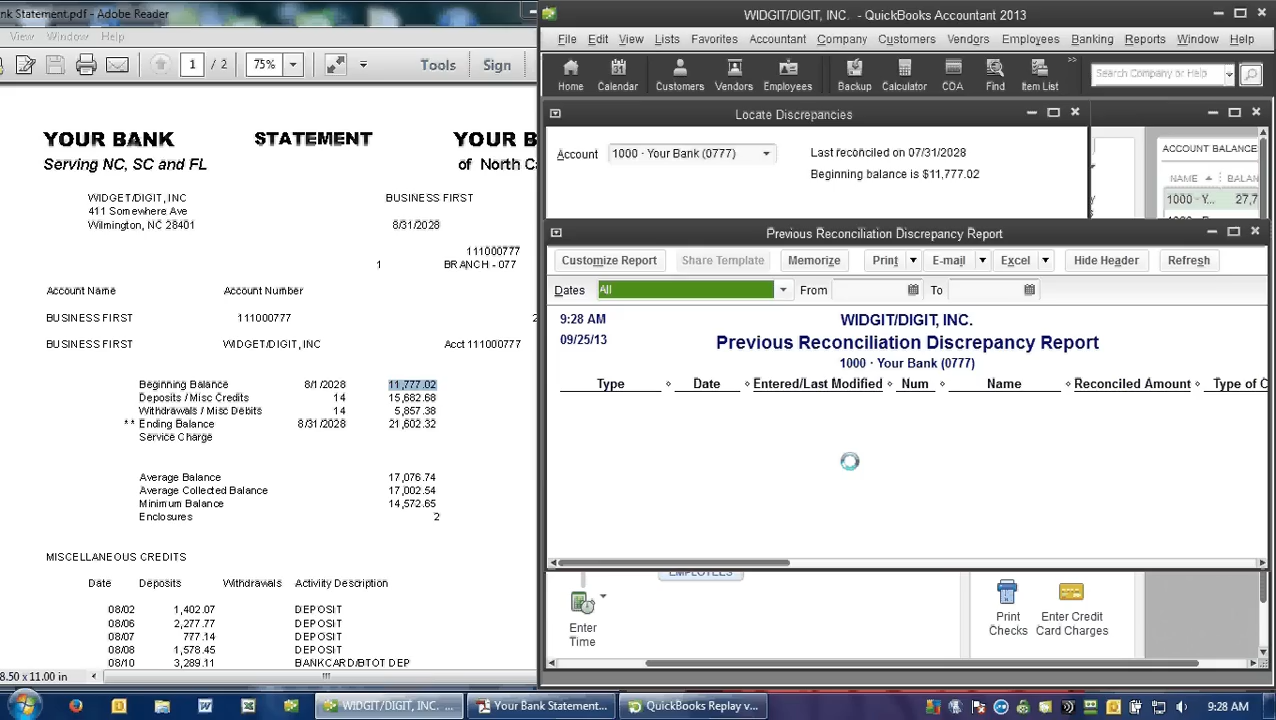 Bank Statement.pdf - Adobe Reader
View Window Help
1 / 2 75% Tools Sign
YOUR BANK STATEMENT YOUR B
Serving NC, SC and FL of North Ca
WIDGET/DIGIT, INC BUSINESS FIRST
411 Somewhere Ave
Wilmington, NC 28401 8/31/2028
111000777
1 BRANCH - 077
Account Name Account Number
BUSINESS FIRST 111000777
BUSINESS FIRST WIDGET/DIGIT, INC Acct 111000777
Beginning Balance 8/1/2028 11,777.02
Deposits / Misc Credits 14 15,682.68
Withdrawals / Misc Debits 14 5,857.38
** Ending Balance 8/31/2028 21,602.32
Service Charge
Average Balance 17,076.74
Average Collected Balance 17,002.54
Minimum Balance 14,572.65
Enclosures 2
MISCELLANEOUS CREDITS
Date Deposits Withdrawals Activity Description
08/02 1,402.07 DEPOSIT
08/06 2,277.77 DEPOSIT
08/07 777.14 DEPOSIT
08/08 1,578.45 DEPOSIT
08/10 3,289.11 BANKCARD/BTOT DEP
8.50 x 11.00 in
WIDGIT/DIGIT, INC. - QuickBooks Accountant 2013
File Edit View Lists Favorites Accountant Company Customers Vendors Employees Banking Reports Window Help
Home Calendar Customers Vendors Employees Backup Calculator COA Find Item List
Search Company or Help
Locate Discrepancies
Account 1000 · Your Bank (0777) Last reconciled on 07/31/2028
Beginning balance is $11,777.02
ACCOUNT BALANCE
NAME BALAN
1000 · Y... 27,7
Previous Reconciliation Discrepancy Report
Customize Report Share Template Memorize Print E-mail Excel Hide Header Refresh
Dates All From To
9:28 AM WIDGIT/DIGIT, INC.
09/25/13 Previous Reconciliation Discrepancy Report
1000 · Your Bank (0777)
Type Date Entered/Last Modified Num Name Reconciled Amount Type of C
EMPLOYEES
Enter Time
Print Checks
Enter Credit Card Charges
WIDGIT/DIGIT, INC. ... Your Bank Statement... QuickBooks Replay v... 9:28 AM